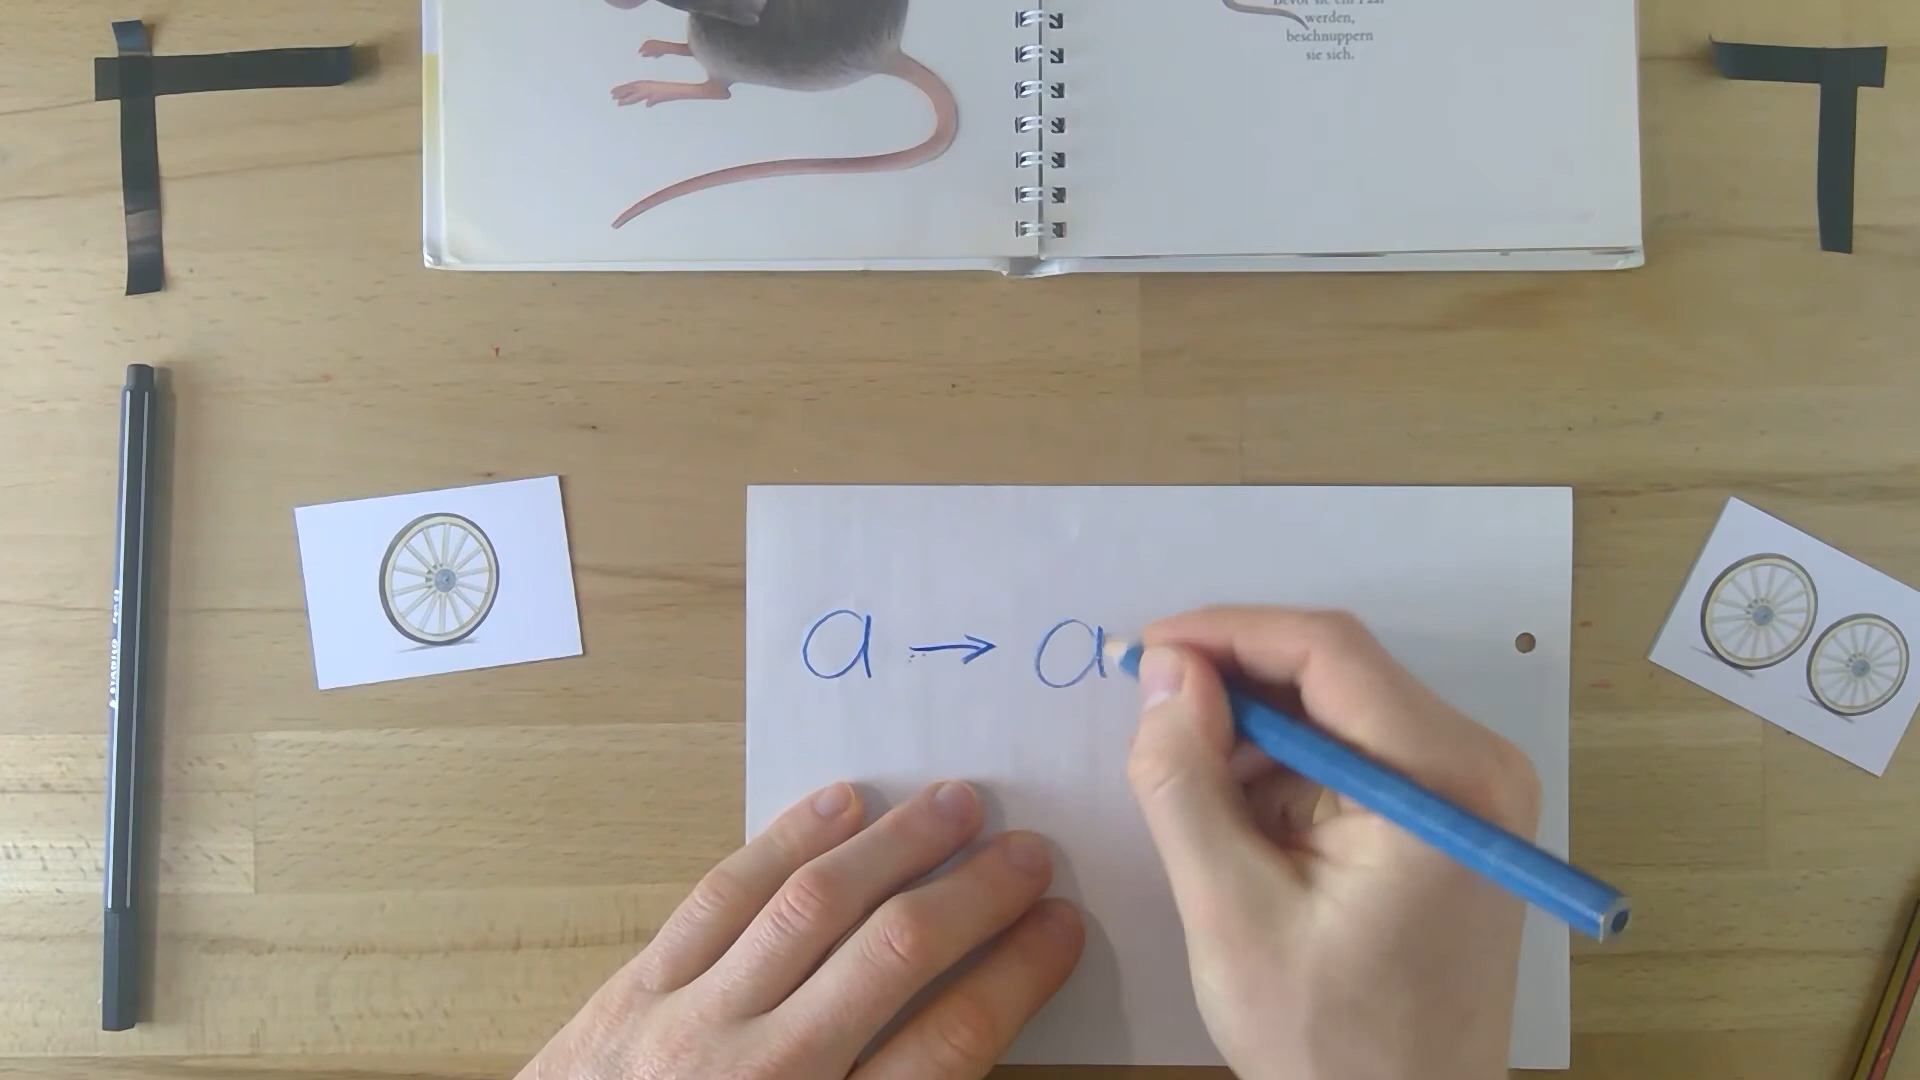 werden,
beschnuppern
sie sich.
a → a